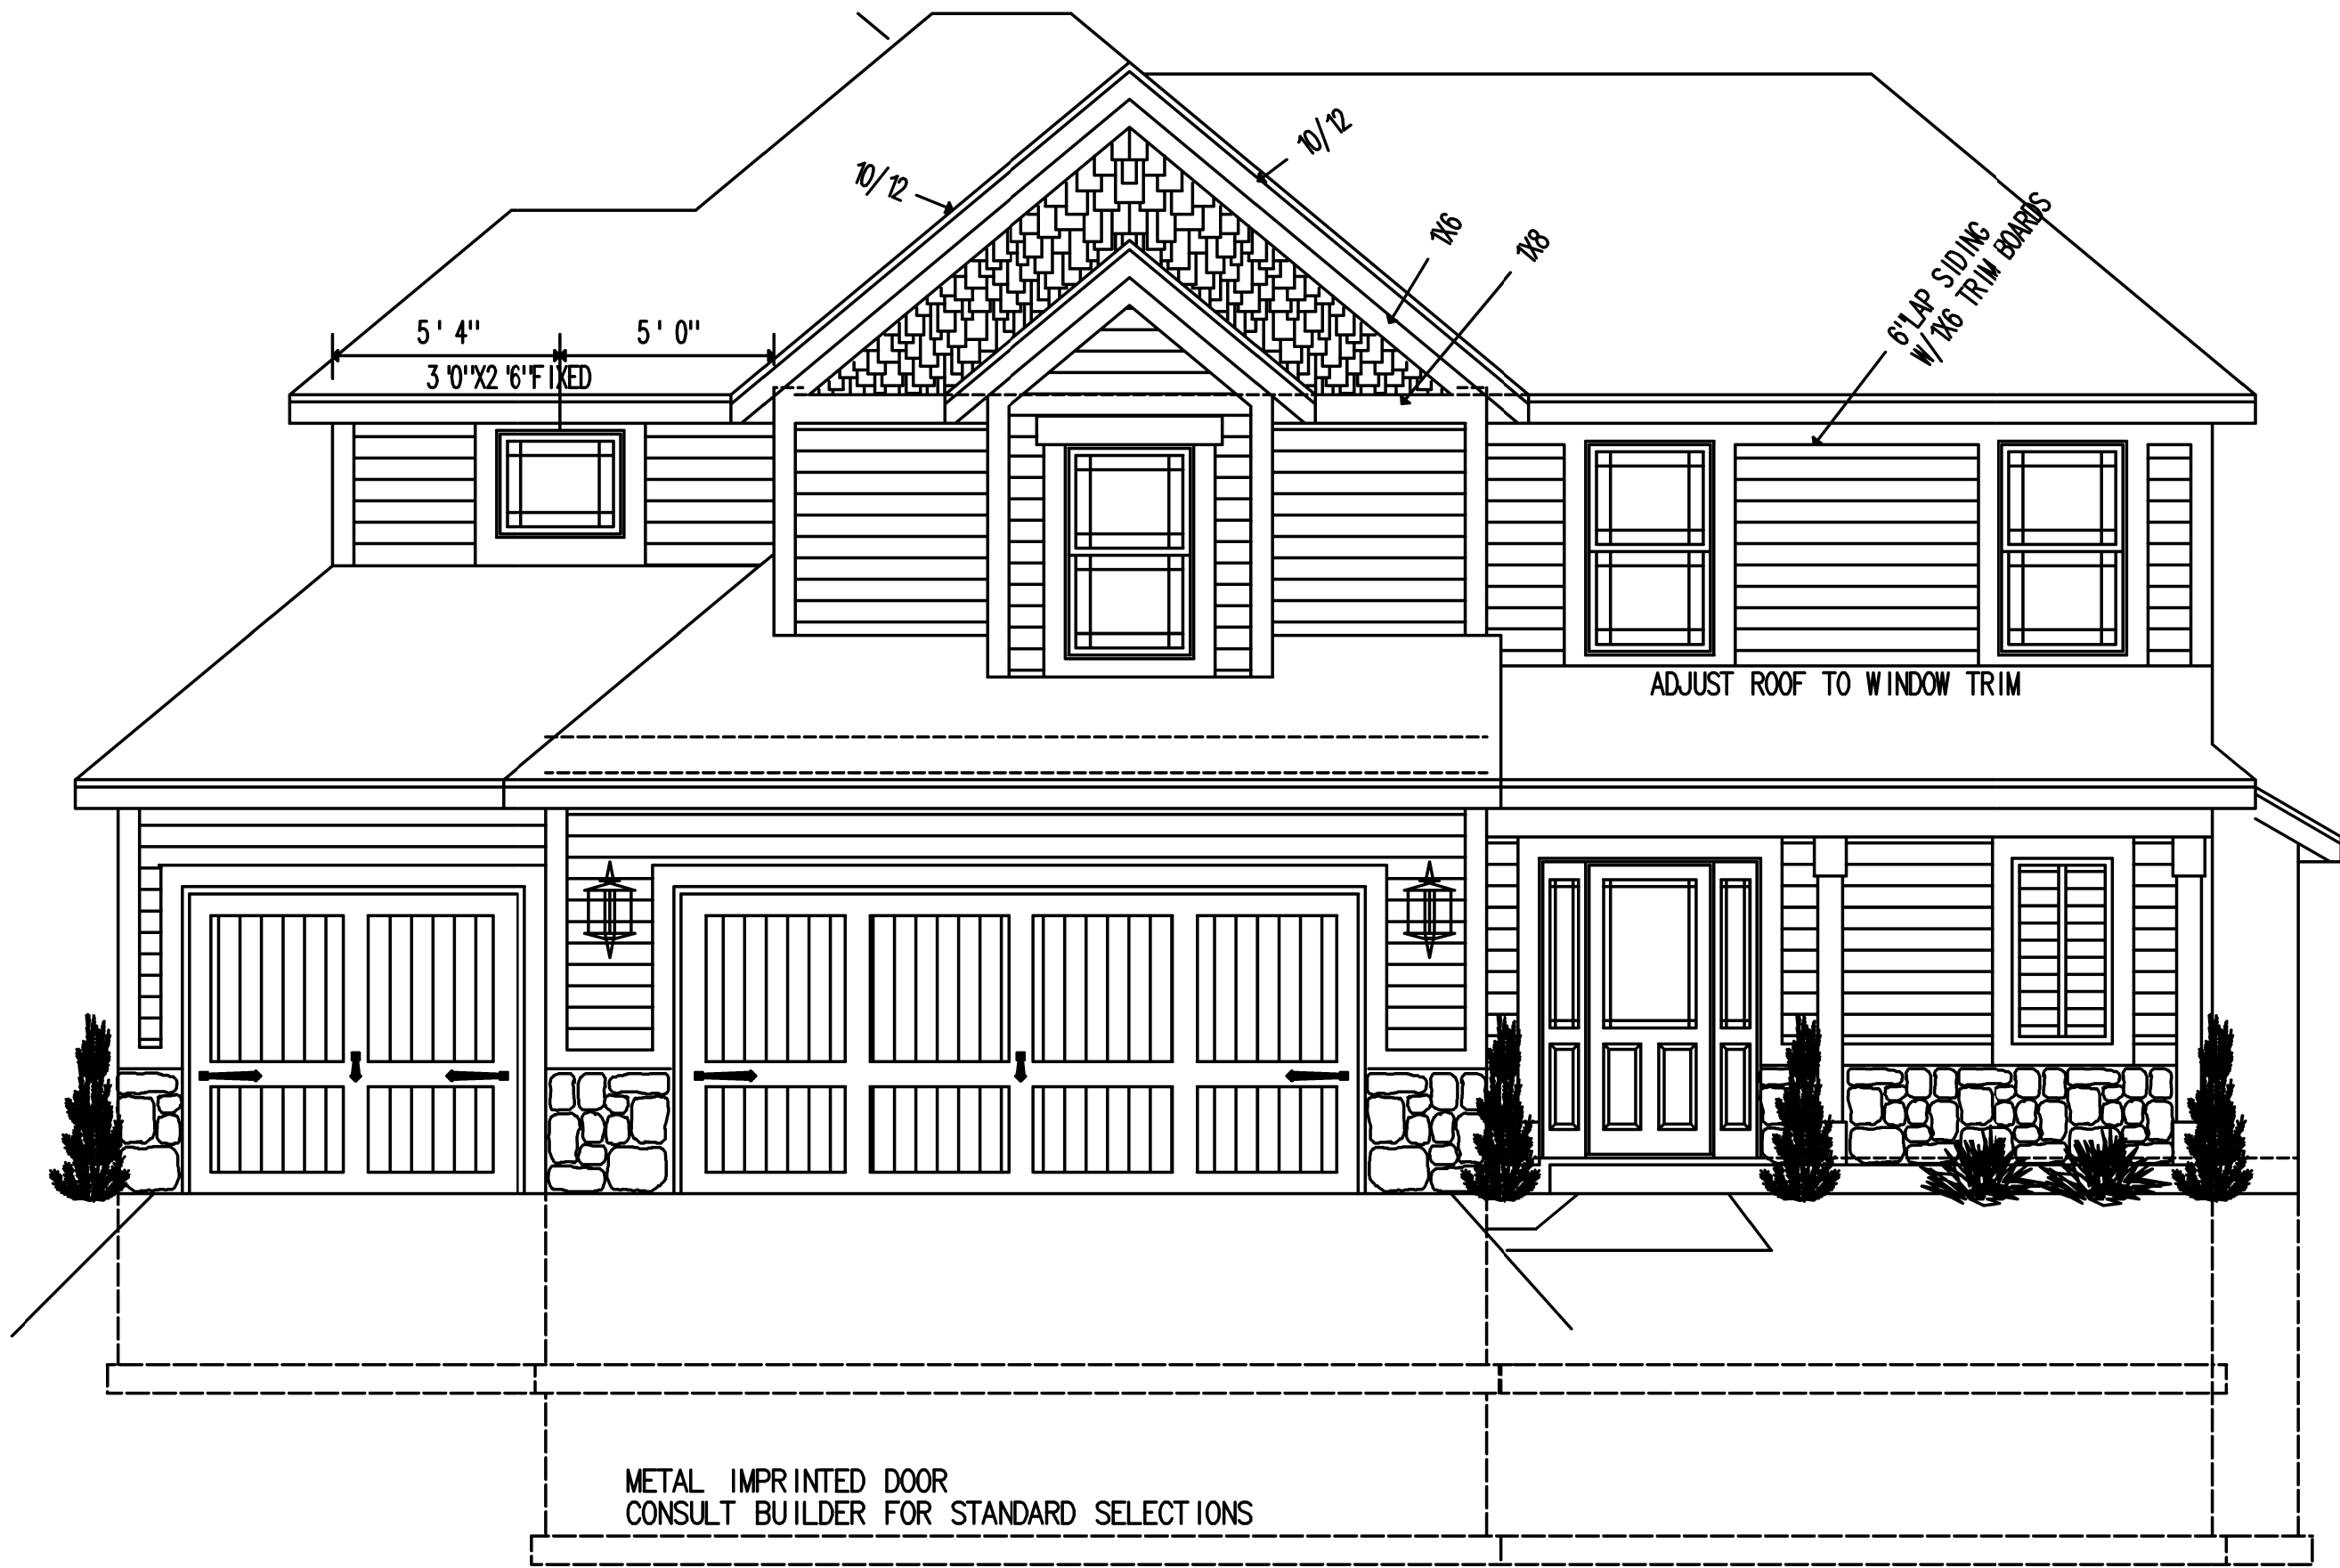 10/12
10/12
1X6
1X8
6"LAP SIDING
W/1X6 TRIM BOARDS
5' 4"
5' 0"
3'0"X2'6"FIXED
ADJUST ROOF TO WINDOW TRIM
METAL IMPRINTED DOOR
CONSULT BUILDER FOR STANDARD SELECTIONS